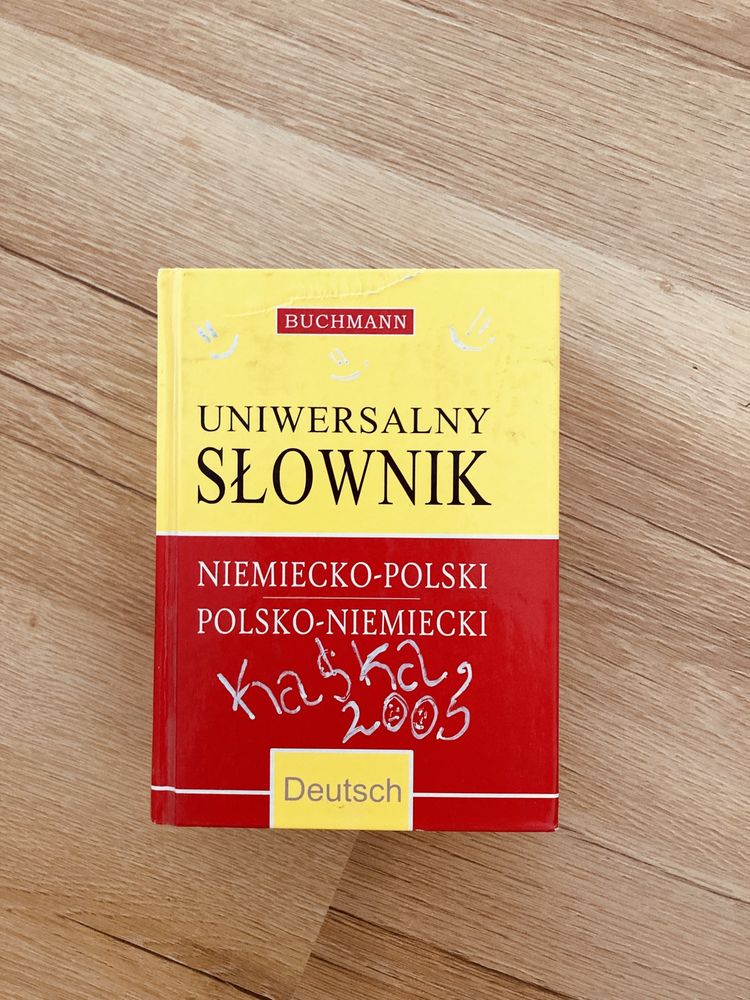 BUCHMANN
UNIWERSALNY
SŁOWNIK
NIEMIECKO-POLSKI
POLSKO-NIEMIECKI
Kaśka,
2005
Deutsch